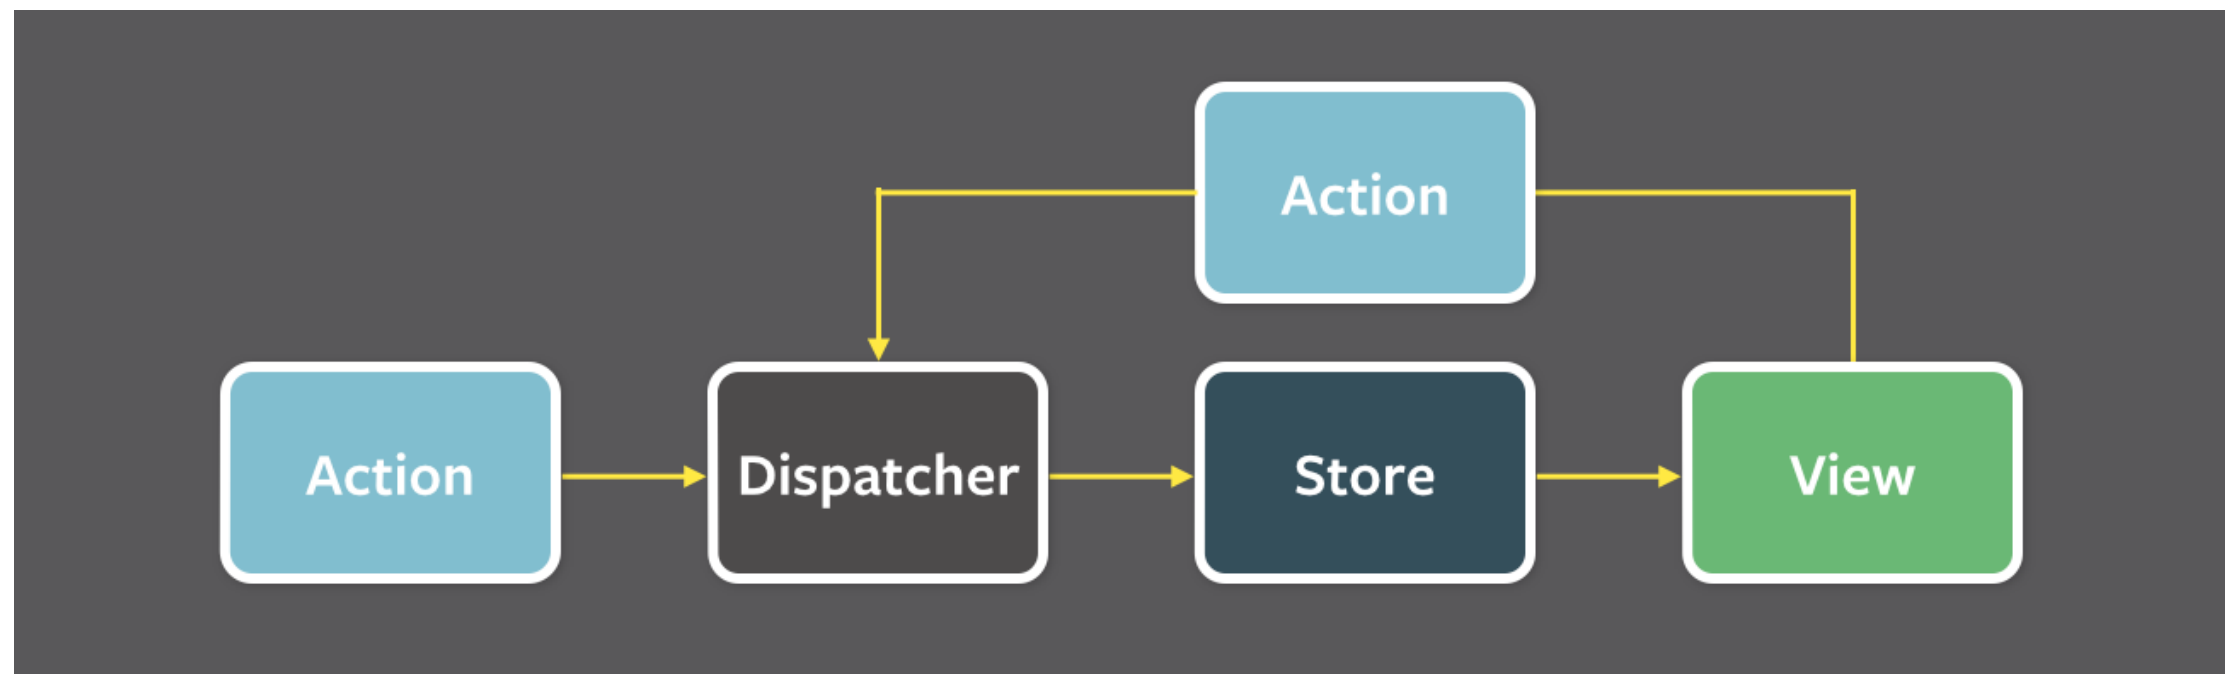 Action
Action
Dispatcher
Store
View